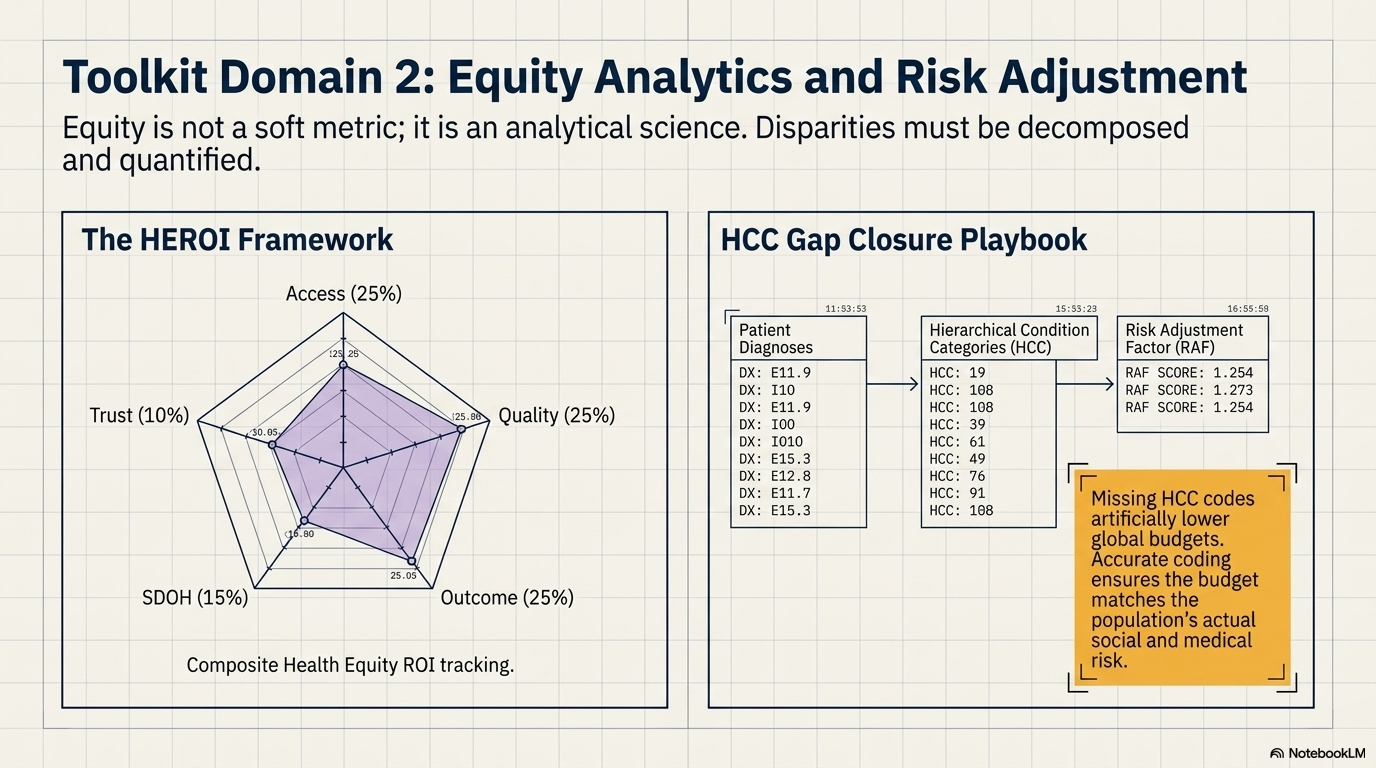 Toolkit Domain 2: Equity Analytics and Risk Adjustment
Equity is not a soft metric; it is an analytical science. Disparities must be decomposed
and quantified.
The HEROI Framework
Access (25%)
Quality (25%)
Outcome (25%)
SDOH (15%)
Trust (10%)
25.05
Composite Health Equity ROI tracking.
HCC Gap Closure Playbook
11:53:53
Patient
Diagnoses
DX: E11.9
DX: I10
DX: E11.9
DX: I00
DX: I010
DX: E15.3
DX: E12.8
DX: E11.7
DX: E15.3
15:53:23
Hierarchical Condition
Categories (HCC)
HCC: 19
HCC: 108
HCC: 108
HCC: 39
HCC: 61
HCC: 49
HCC: 76
HCC: 91
HCC: 108
16:55:58
Risk Adjustment
Factor (RAF)
RAF SCORE: 1.254
RAF SCORE: 1.273
RAF SCORE: 1.254
Missing HCC codes
artificially lower
global budgets.
Accurate coding
ensures the budget
matches the
population's actual
social and medical
risk.
NotebookLM